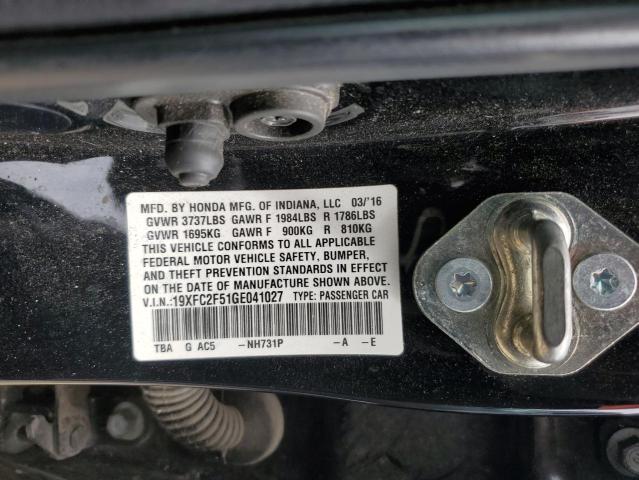 MFD. BY HONDA MFG. OF INDIANA, LLC 03/'16
GVWR 3737LBS GAWR F 1984LBS R 1786LBS
GVWR 1695KG GAWR F 900KG R 810KG
THIS VEHICLE CONFORMS TO ALL APPLICABLE
FEDERAL MOTOR VEHICLE SAFETY, BUMPER,
AND THEFT PREVENTION STANDARDS IN EFFECT
ON THE DATE OF MANUFACTURE SHOWN ABOVE.
V.I.N.:19XFC2F51GE041027 TYPE: PASSENGER CAR
TBA G AC5 -NH731P -A -E